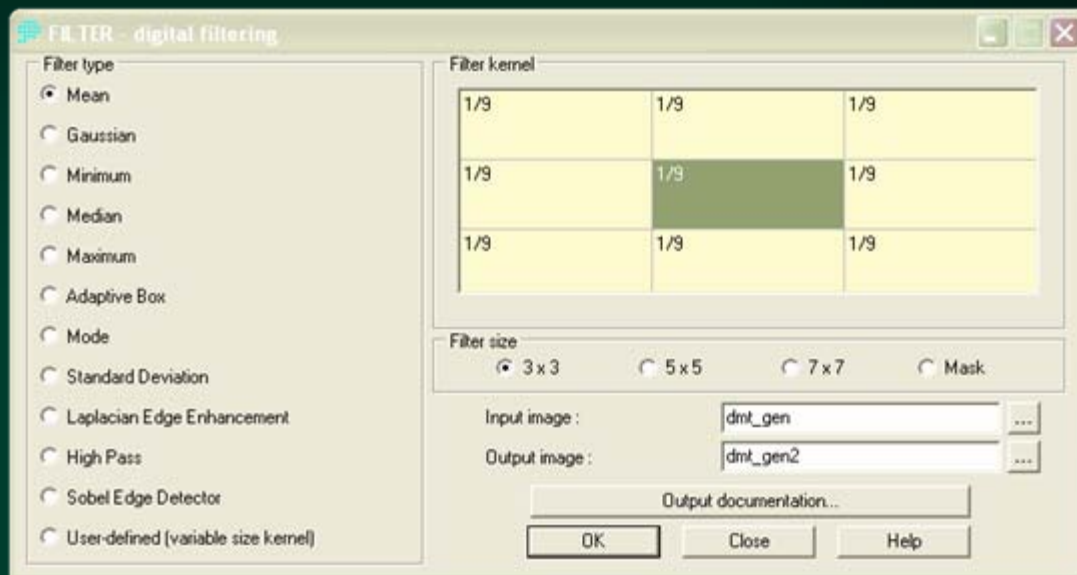 FILTER - digital filtering
Filter type
Mean
Gaussian
Minimum
Median
Maximum
Adaptive Box
Mode
Standard Deviation
Laplacian Edge Enhancement
High Pass
Sobel Edge Detector
User-defined (variable size kernel)
Filter kernel
1/9 1/9 1/9
1/9 1/9 1/9
1/9 1/9 1/9
Filter size
3 x 3 5 x 5 7 x 7 Mask
Input image : dmt_gen ...
Output image : dmt_gen2 ...
Output documentation...
OK Close Help